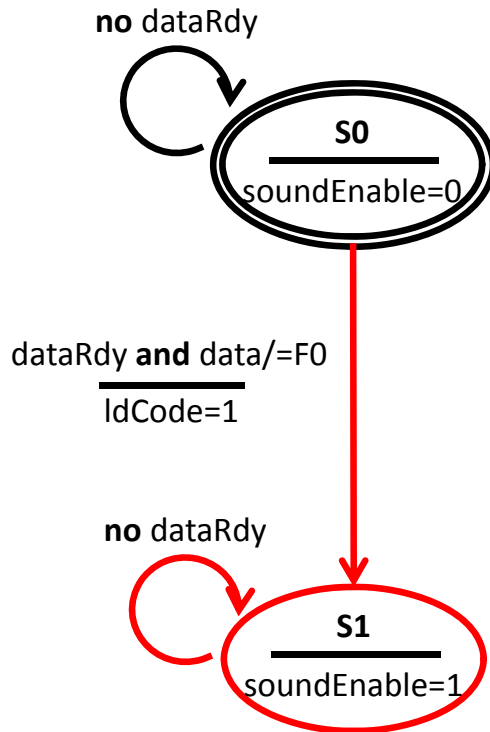 no dataRdy
S0
soundEnable=0
dataRdy and data/=F0
ldCode=1
no dataRdy
S1
soundEnable=1